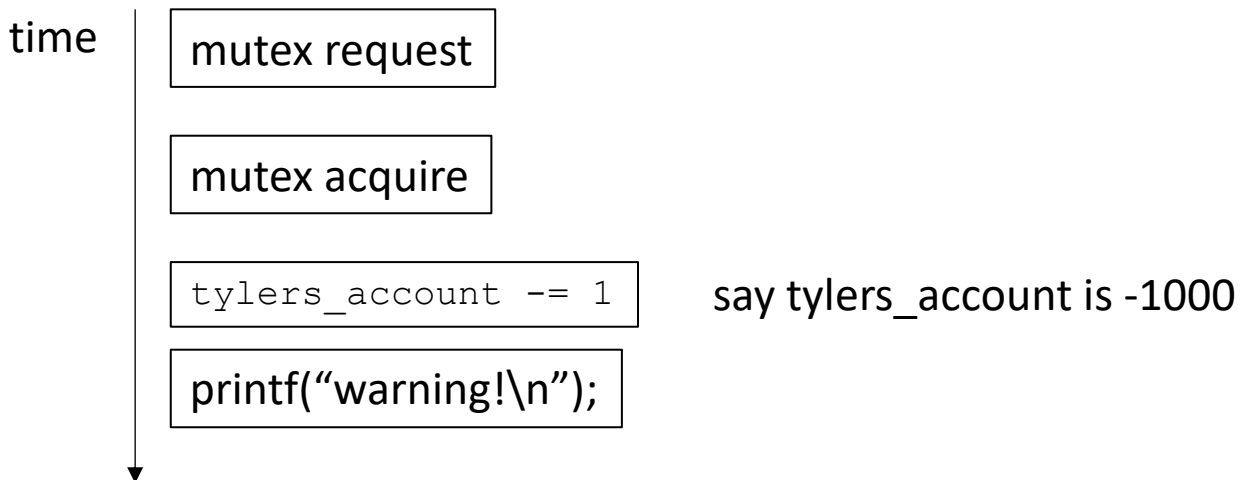 time
mutex request
mutex acquire
tylers_account -= 1
say tylers_account is -1000
printf(“warning!\n”);